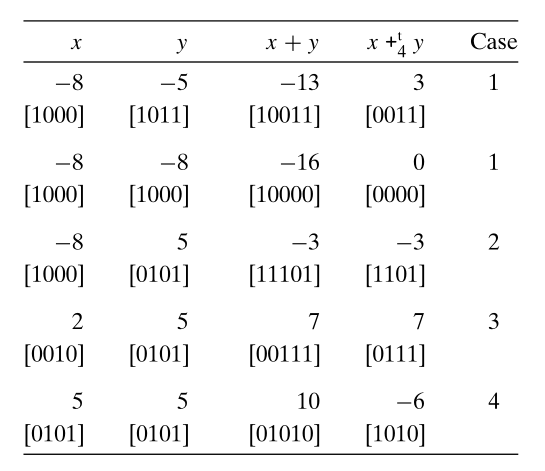 x y x + y x +ᵗ₄ y Case
−8 −5 −13 3 1
[1000] [1011] [10011] [0011]
−8 −8 −16 0 1
[1000] [1000] [10000] [0000]
−8 5 −3 −3 2
[1000] [0101] [11101] [1101]
2 5 7 7 3
[0010] [0101] [00111] [0111]
5 5 10 −6 4
[0101] [0101] [01010] [1010]